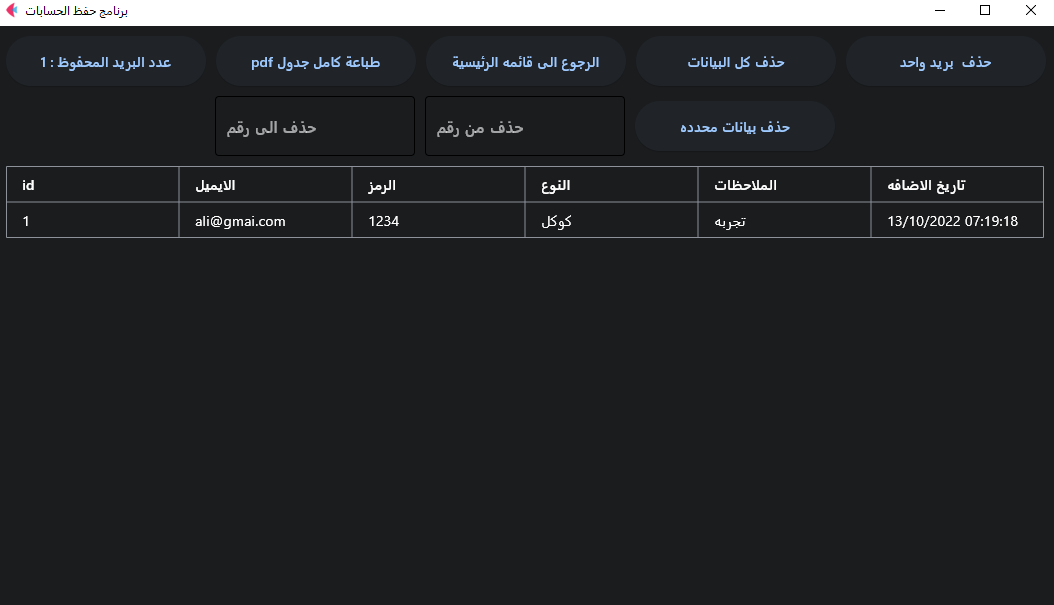 برنامج حفظ الحسابات
حذف بريد واحد
حذف كل البيانات
الرجوع الى قائمه الرئيسية
طباعة كامل جدول pdf
عدد البريد المحفوظ : 1
حذف بيانات محدده
حذف من رقم
حذف الى رقم
id الايميل الرمز النوع الملاحظات تاريخ الاضافه
1 ali@gmai.com 1234 كوكل تجربه 13/10/2022 07:19:18